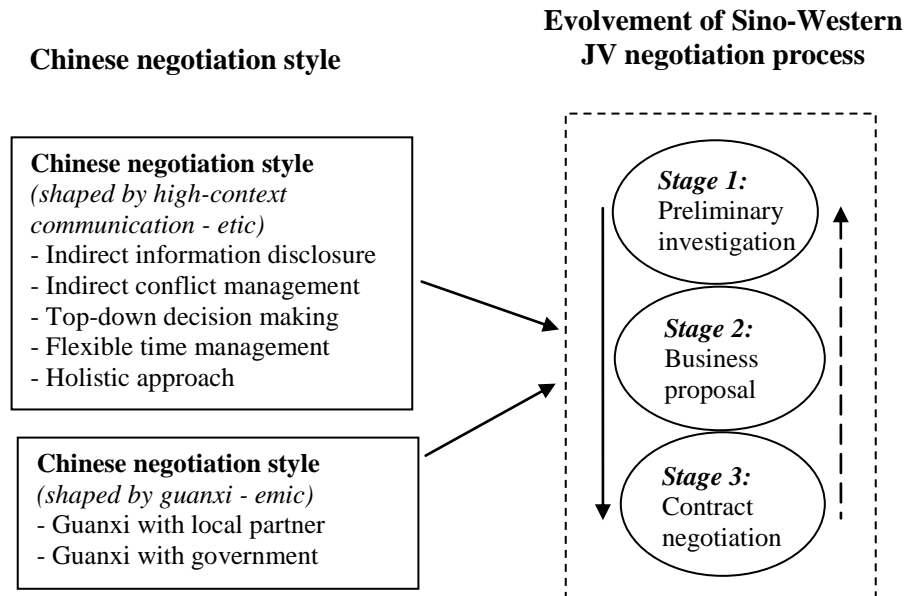 Chinese negotiation style
Evolvement of Sino-Western
JV negotiation process
Chinese negotiation style
(shaped by high-context
communication - etic)
- Indirect information disclosure
- Indirect conflict management
- Top-down decision making
- Flexible time management
- Holistic approach
Chinese negotiation style
(shaped by guanxi - emic)
- Guanxi with local partner
- Guanxi with government
Stage 1:
Preliminary
investigation
Stage 2:
Business
proposal
Stage 3:
Contract
negotiation